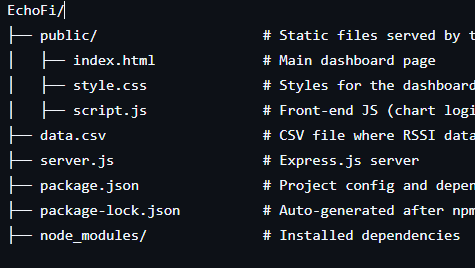 EchoFi/
├── public/ # Static files served by
│ ├── index.html # Main dashboard page
│ ├── style.css # Styles for the dashboard
│ ├── script.js # Front-end JS (chart logi
├── data.csv # CSV file where RSSI data
├── server.js # Express.js server
├── package.json # Project config and depen
├── package-lock.json # Auto-generated after npm
├── node_modules/ # Installed dependencies